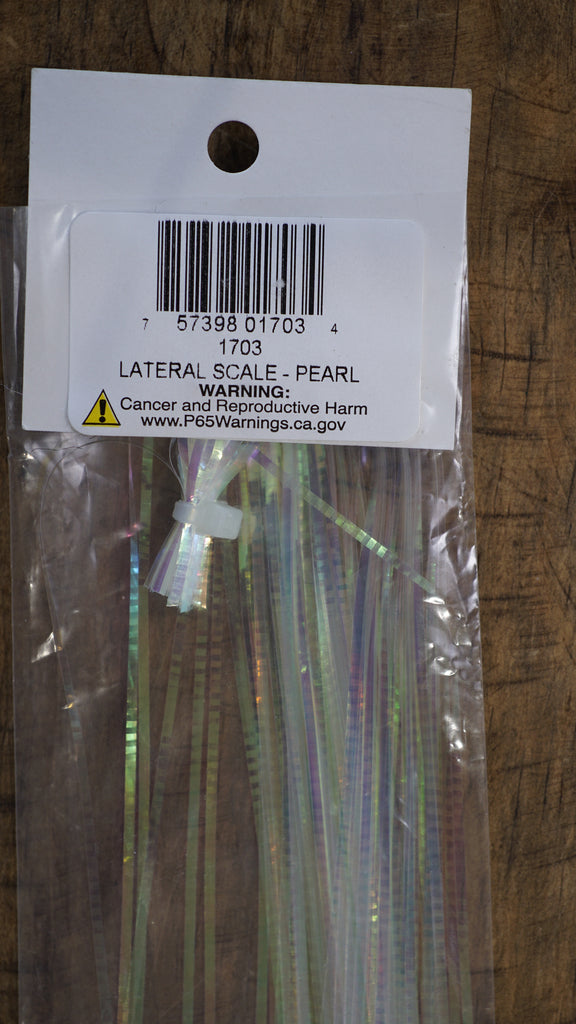 7 57398 01703 4
1703
LATERAL SCALE - PEARL
WARNING:
Cancer and Reproductive Harm
www.P65Warnings.ca.gov